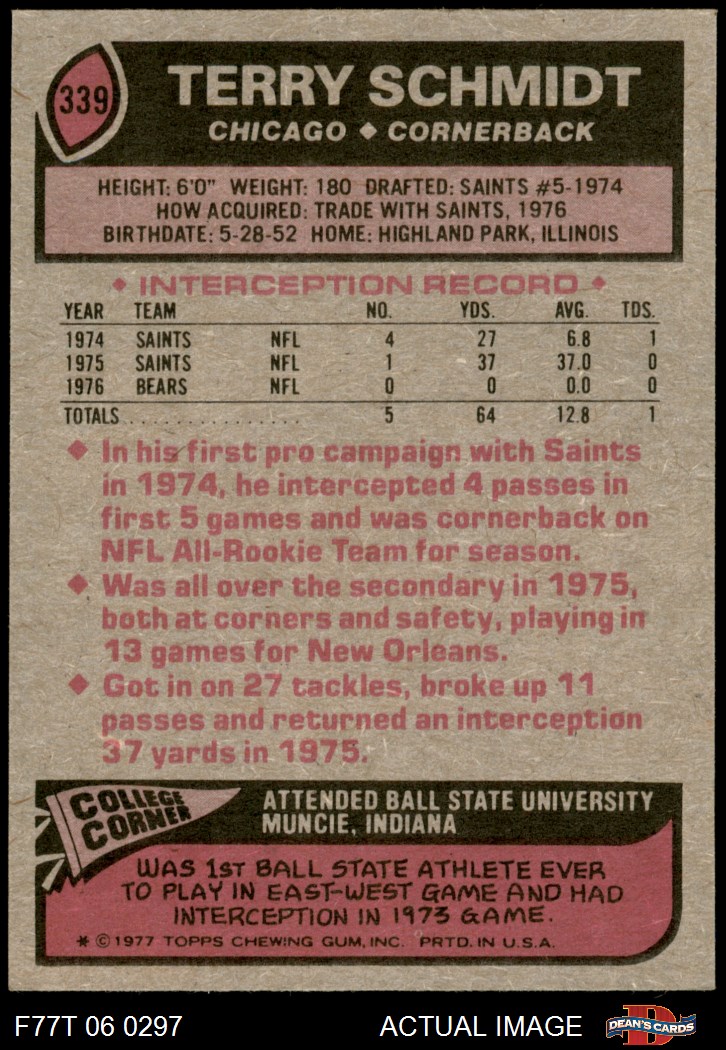 339
TERRY SCHMIDT
CHICAGO ◆ CORNERBACK
HEIGHT: 6'0" WEIGHT: 180 DRAFTED: SAINTS #5-1974
HOW ACQUIRED: TRADE WITH SAINTS, 1976
BIRTHDATE: 5-28-52 HOME: HIGHLAND PARK, ILLINOIS
◆ INTERCEPTION RECORD ◆
YEAR TEAM NO. YDS. AVG. TDS.
1974 SAINTS NFL 4 27 6.8 1
1975 SAINTS NFL 1 37 37.0 0
1976 BEARS NFL 0 0 0.0 0
TOTALS................ 5 64 12.8 1
◆ In his first pro campaign with Saints
in 1974, he intercepted 4 passes in
first 5 games and was cornerback on
NFL All-Rookie Team for season.
◆ Was all over the secondary in 1975,
both at corners and safety, playing in
13 games for New Orleans.
◆ Got in on 27 tackles, broke up 11
passes and returned an interception
37 yards in 1975.
COLLEGE
CORNER
ATTENDED BALL STATE UNIVERSITY
MUNCIE, INDIANA
WAS 1ST BALL STATE ATHLETE EVER
TO PLAY IN EAST-WEST GAME AND HAD
INTERCEPTION IN 1973 GAME.
* © 1977 TOPPS CHEWING GUM, INC. PRTD. IN U.S.A.
F77T 06 0297 ACTUAL IMAGE
D
DEAN'S CARDS